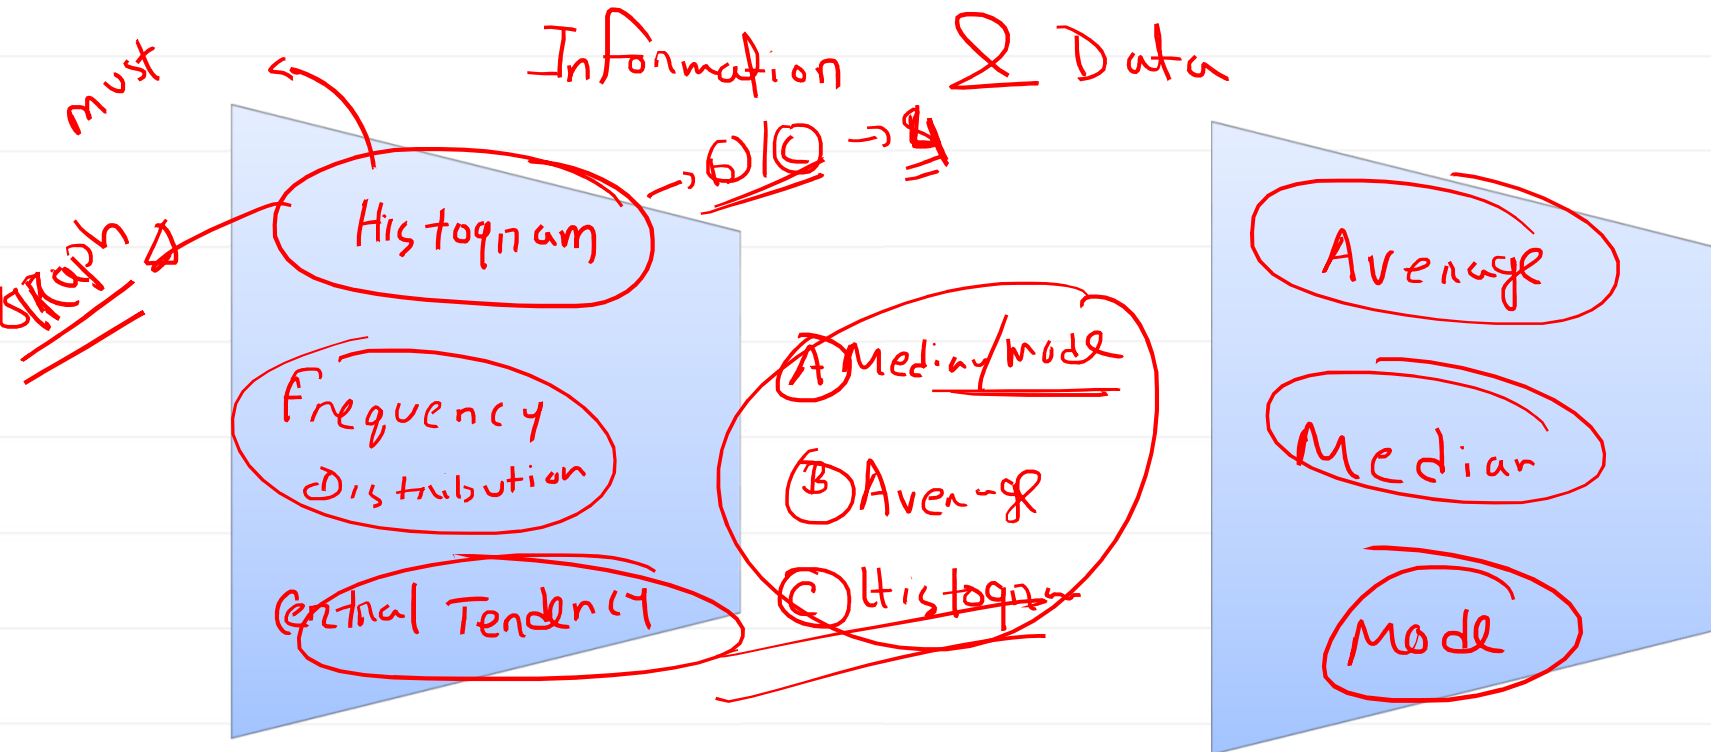 Information & Data
must
Histogram
Graph
Frequency
Distribution
Central Tendency
A Median/Mode
B Average
C Histogram
Average
Median
Mode